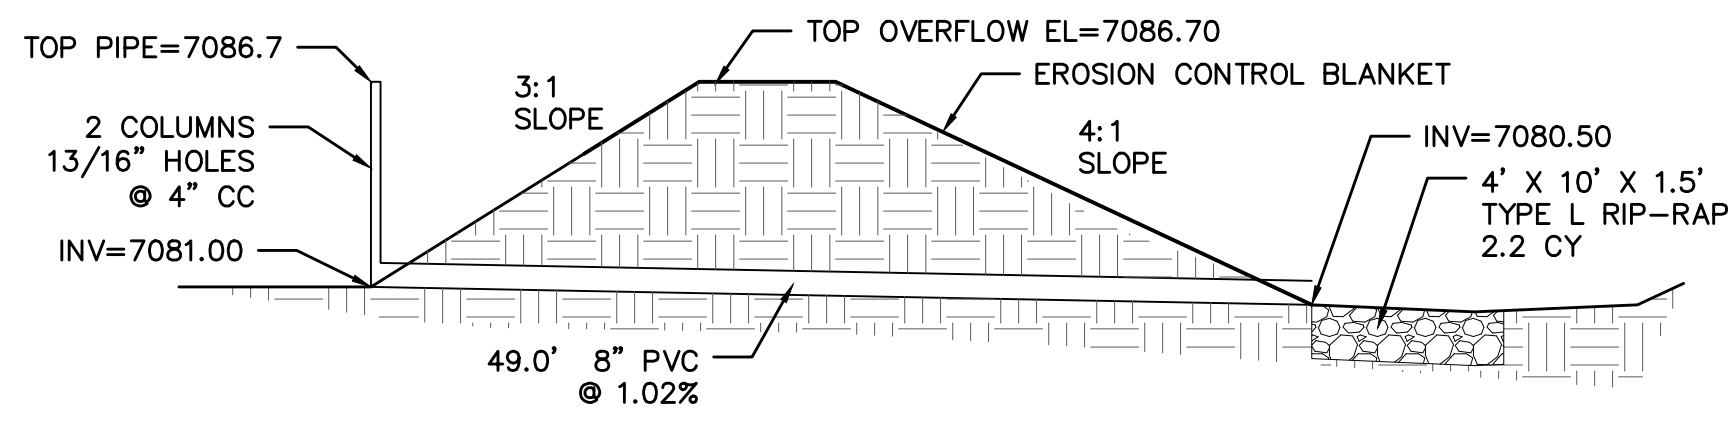 TOP PIPE=7086.7
TOP OVERFLOW EL=7086.70
EROSION CONTROL BLANKET
3:1
SLOPE
2 COLUMNS
13/16" HOLES
@ 4" CC
4:1
SLOPE
INV=7080.50
4' X 10' X 1.5'
TYPE L RIP-RAP
2.2 CY
INV=7081.00
49.0' 8" PVC
@ 1.02%